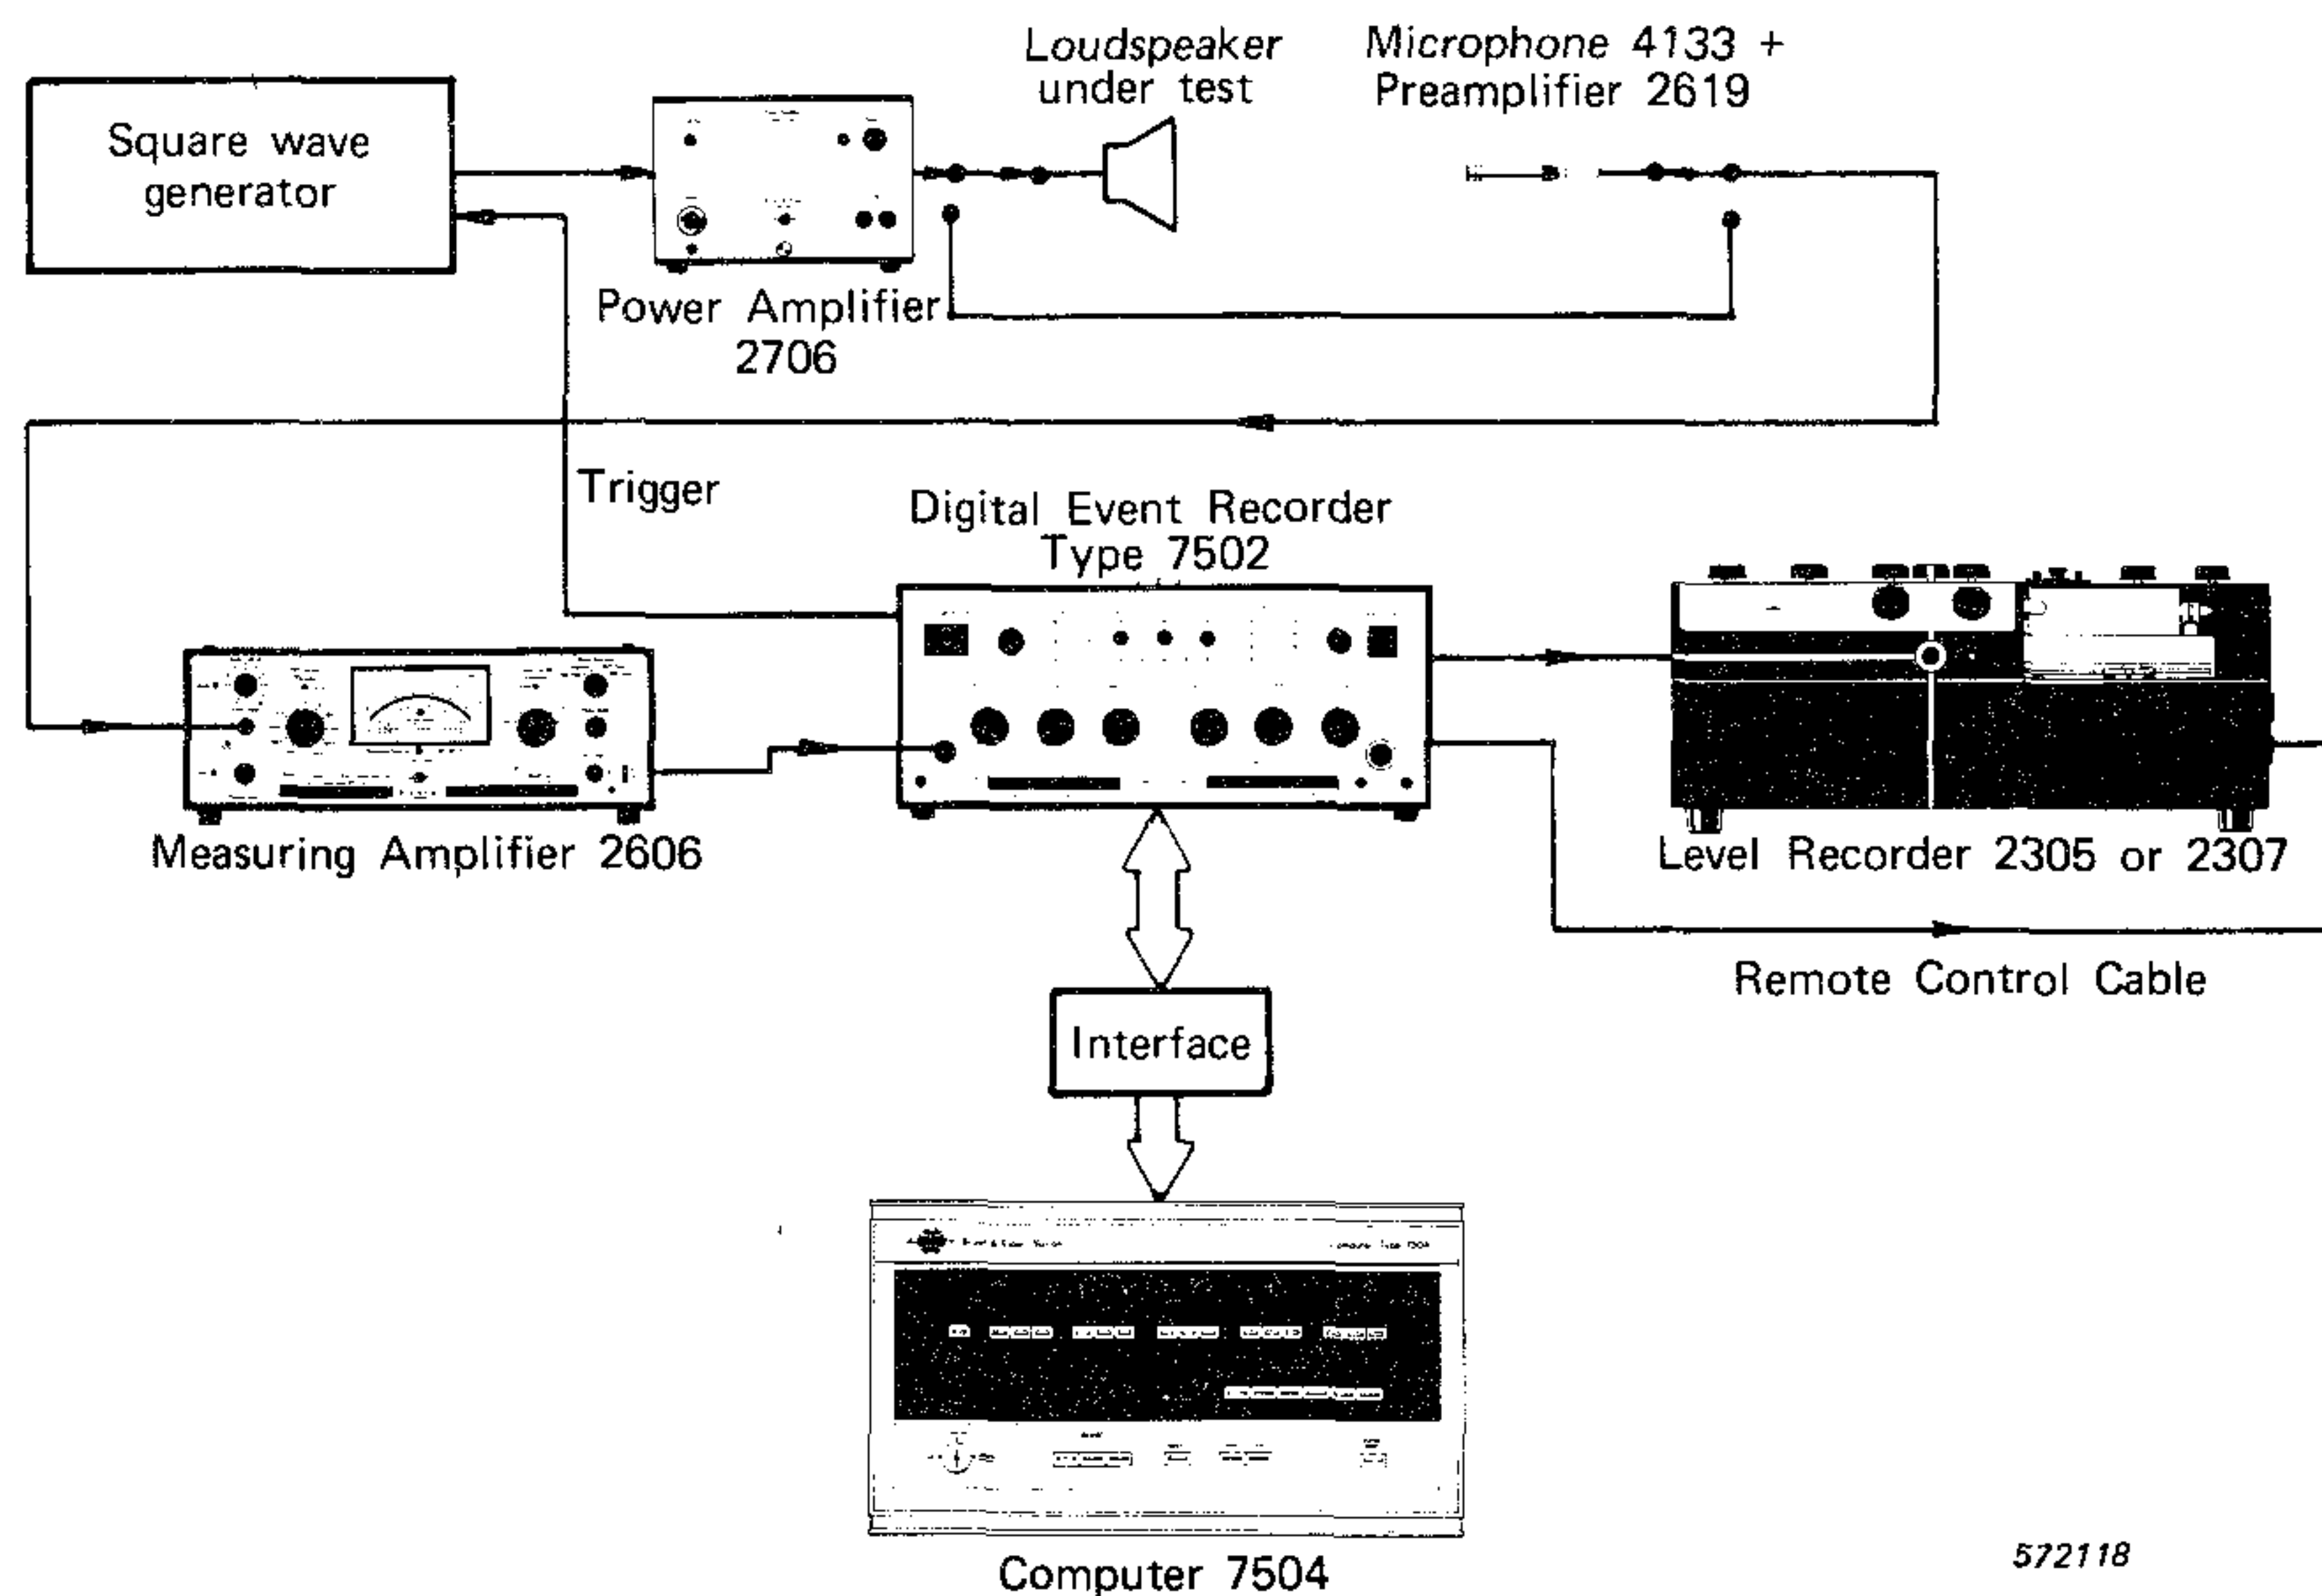 Loudspeaker
under test
Microphone 4133 +
Preamplifier 2619
Square wave
generator
Power Amplifier
2706
Trigger
Digital Event Recorder
Type 7502
Measuring Amplifier 2606
Level Recorder 2305 or 2307
Remote Control Cable
Interface
Computer 7504
572118